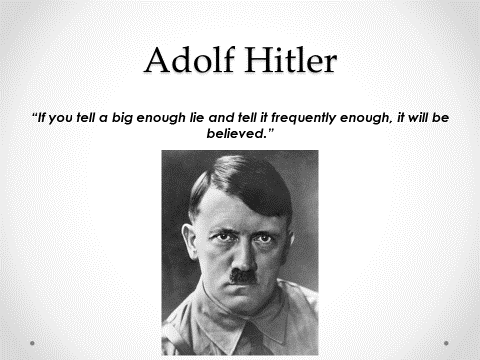 Adolf Hitler
“If you tell a big enough lie and tell it frequently enough, it will be
believed.”